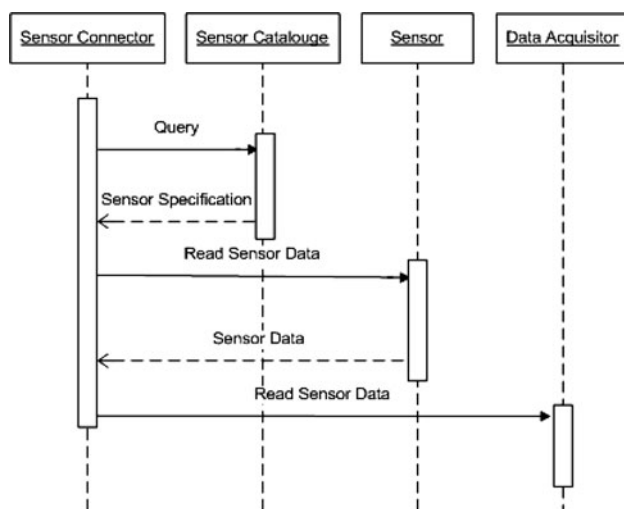 Sensor Connector
Sensor Catalouge
Sensor
Data Acquisitor
Query
Sensor Specification
Read Sensor Data
Sensor Data
Read Sensor Data